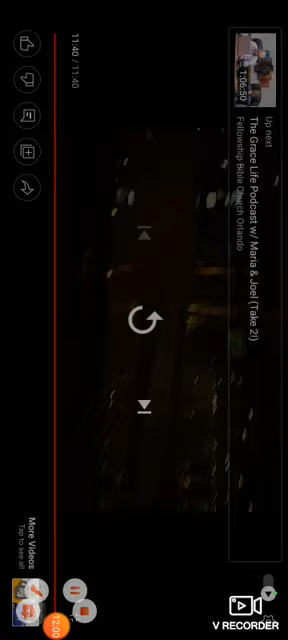 Up next
The Grace Life Podcast w/ Maria & Joel (Take 2!)
Fellowship Bible Church Orlando
1:06:50
11:40 / 11:40
More Videos
Tap to see all
12:00
V RECORDER